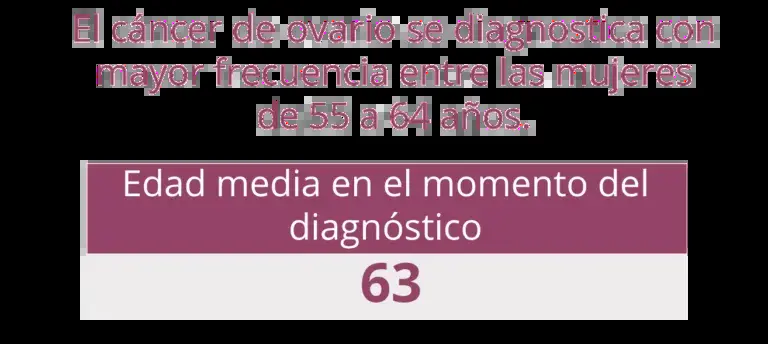 El cáncer de ovario se diagnostica con
mayor frecuencia entre las mujeres
de 55 a 64 años.
Edad media en el momento del
diagnóstico
63